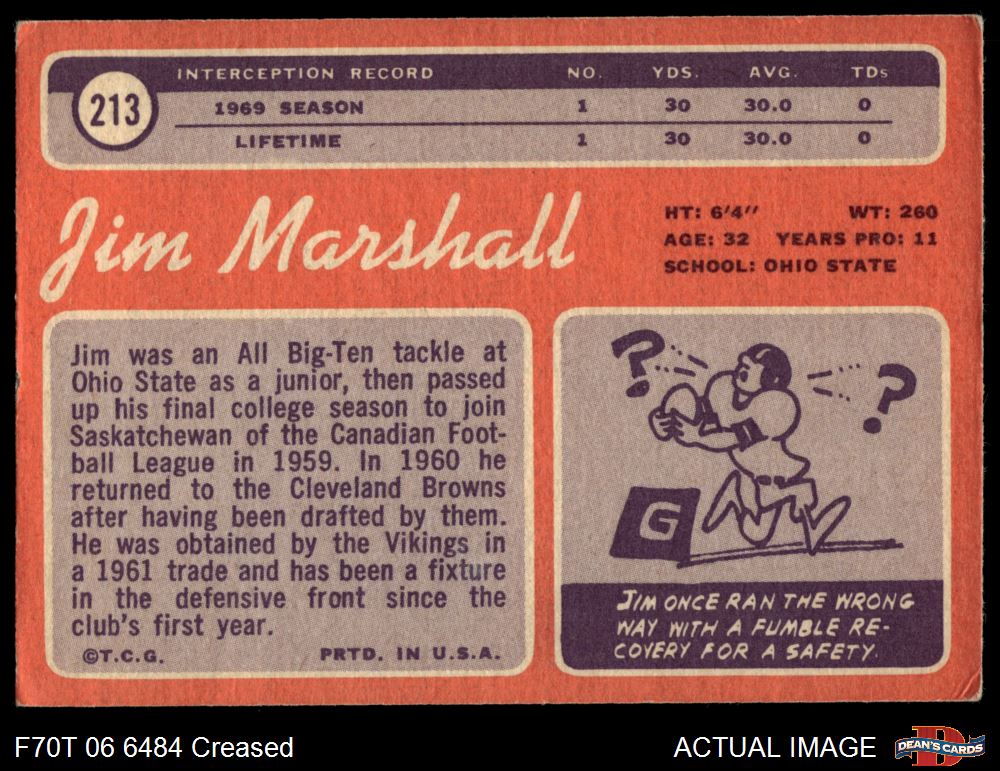 213
INTERCEPTION RECORD NO. YDS. AVG. TDs
1969 SEASON 1 30 30.0 0
LIFETIME 1 30 30.0 0
Jim Marshall
HT: 6'4" WT: 260
AGE: 32 YEARS PRO: 11
SCHOOL: OHIO STATE
Jim was an All Big-Ten tackle at
Ohio State as a junior, then passed
up his final college season to join
Saskatchewan of the Canadian Foot-
ball League in 1959. In 1960 he
returned to the Cleveland Browns
after having been drafted by them.
He was obtained by the Vikings in
a 1961 trade and has been a fixture
in the defensive front since the
club's first year.
©T.C.G. PRTD. IN U.S.A.
? ?
G
JIM ONCE RAN THE WRONG
WAY WITH A FUMBLE RE-
COVERY FOR A SAFETY.
F70T 06 6484 Creased
ACTUAL IMAGE
D
DEAN'S CARDS